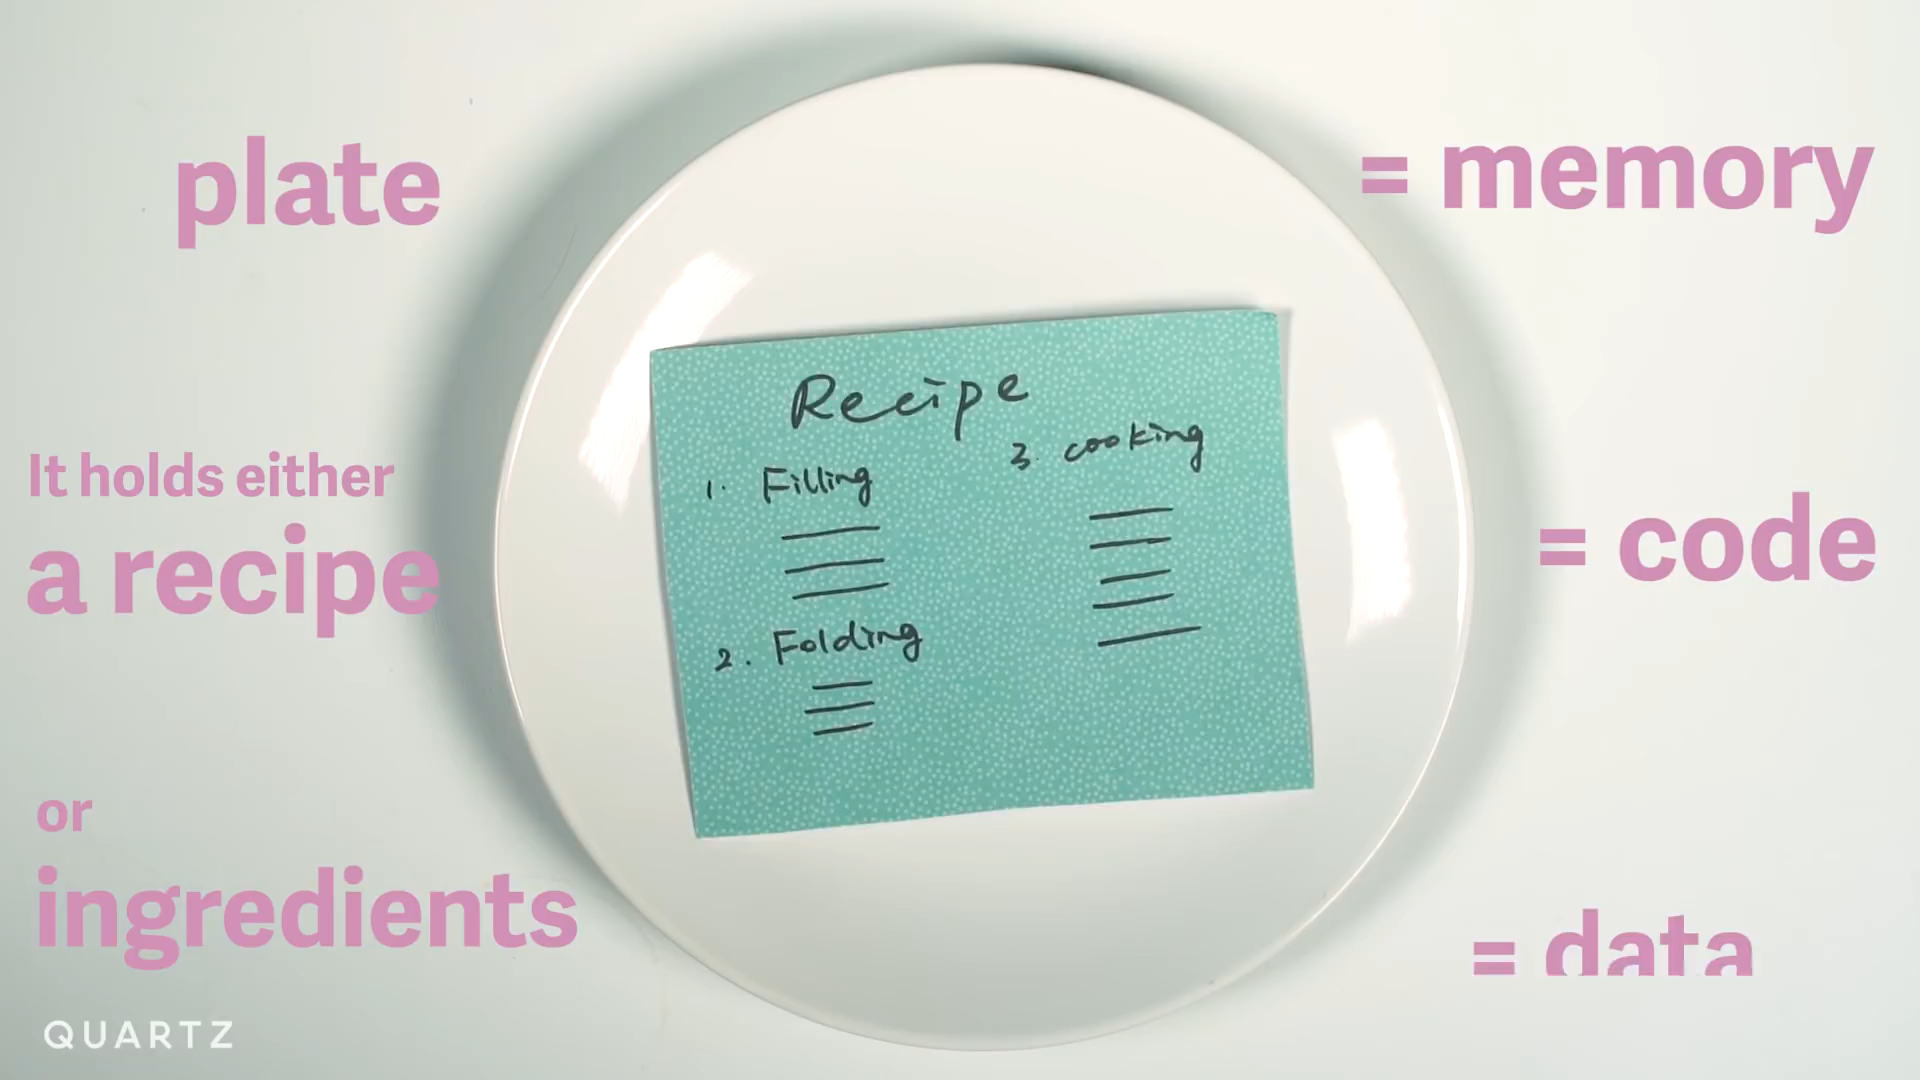 plate
= memory
It holds either
a recipe
= code
or
ingredients
= data
Recipe
1. Filling
2. Folding
3. cooking
QUARTZ